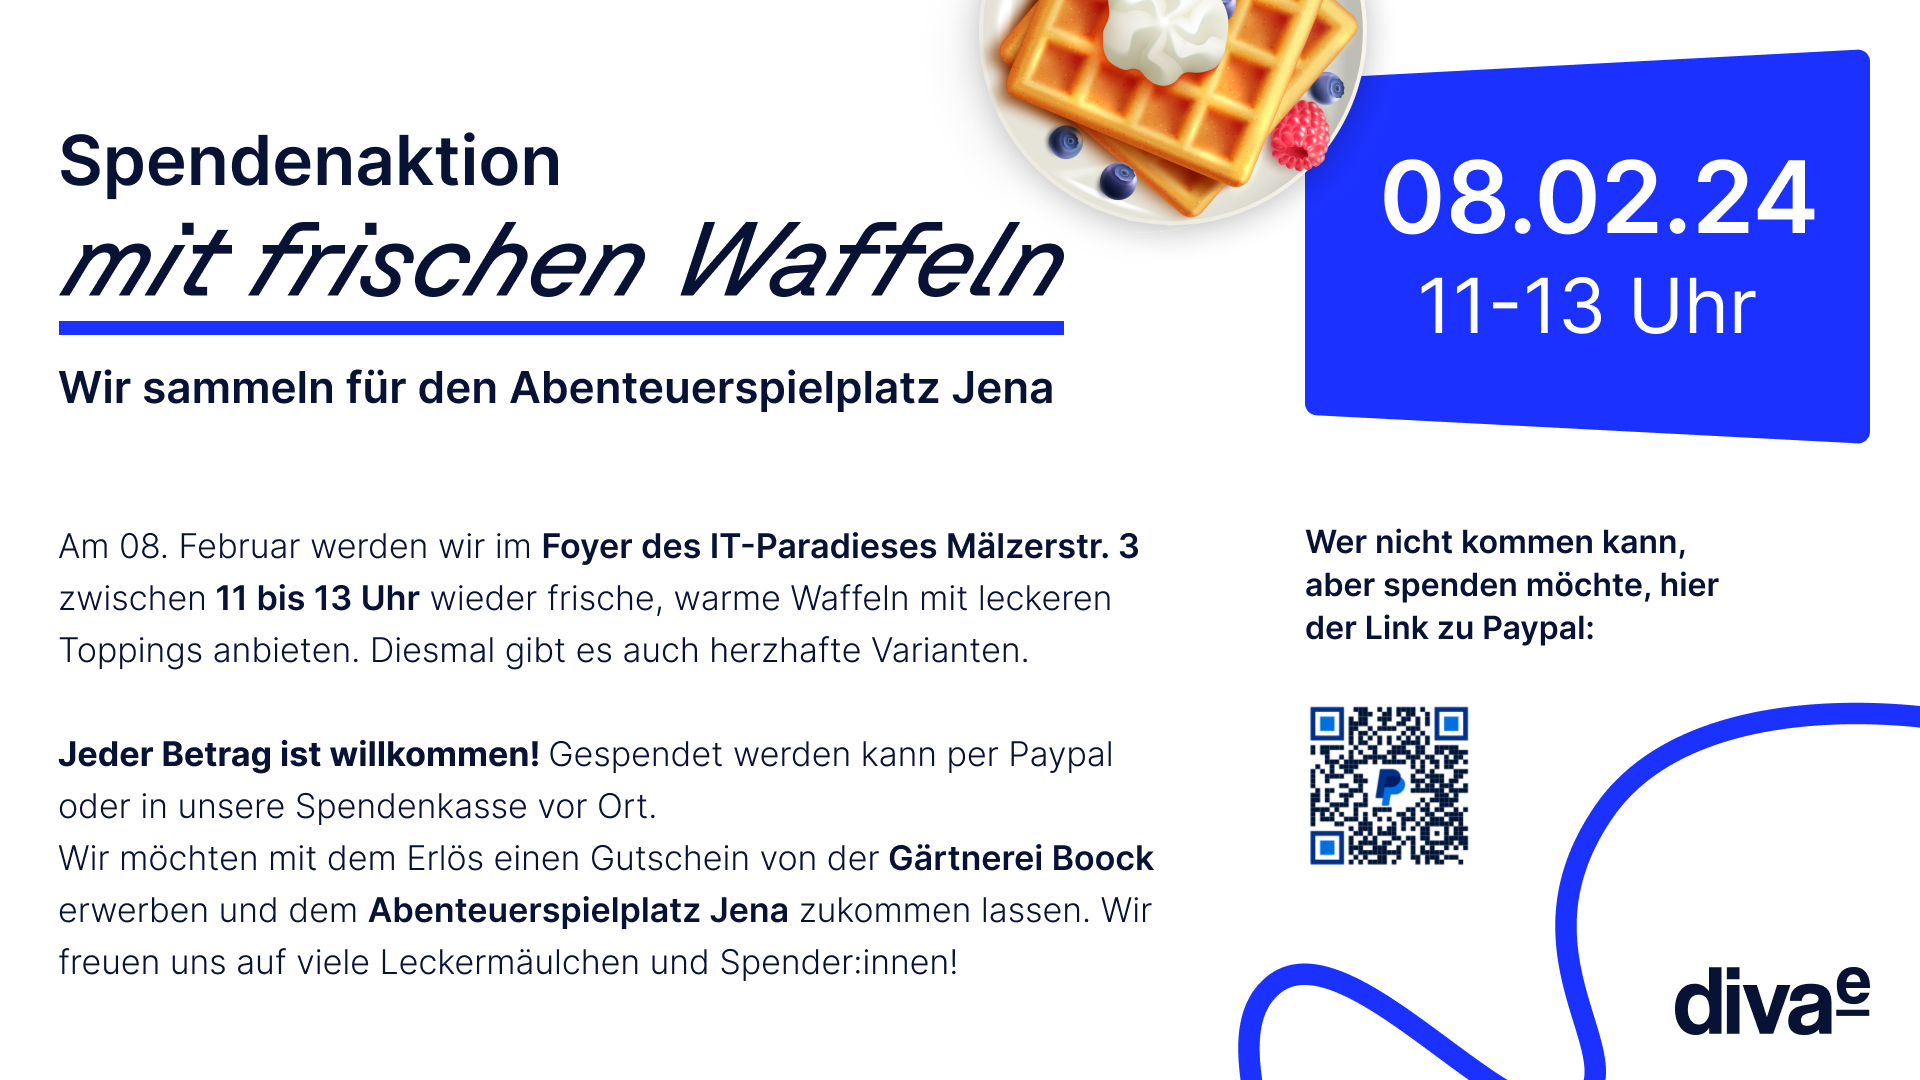 Spendenaktion
mit frischen Waffeln
Wir sammeln für den Abenteuerspielplatz Jena
08.02.24
11-13 Uhr
Am 08. Februar werden wir im Foyer des IT-Paradieses Mälzerstr. 3
zwischen 11 bis 13 Uhr wieder frische, warme Waffeln mit leckeren
Toppings anbieten. Diesmal gibt es auch herzhafte Varianten.
Jeder Betrag ist willkommen! Gespendet werden kann per Paypal
oder in unsere Spendenkasse vor Ort.
Wir möchten mit dem Erlös einen Gutschein von der Gärtnerei Boock
erwerben und dem Abenteuerspielplatz Jena zukommen lassen. Wir
freuen uns auf viele Leckermäulchen und Spender:innen!
Wer nicht kommen kann,
aber spenden möchte, hier
der Link zu Paypal:
divae